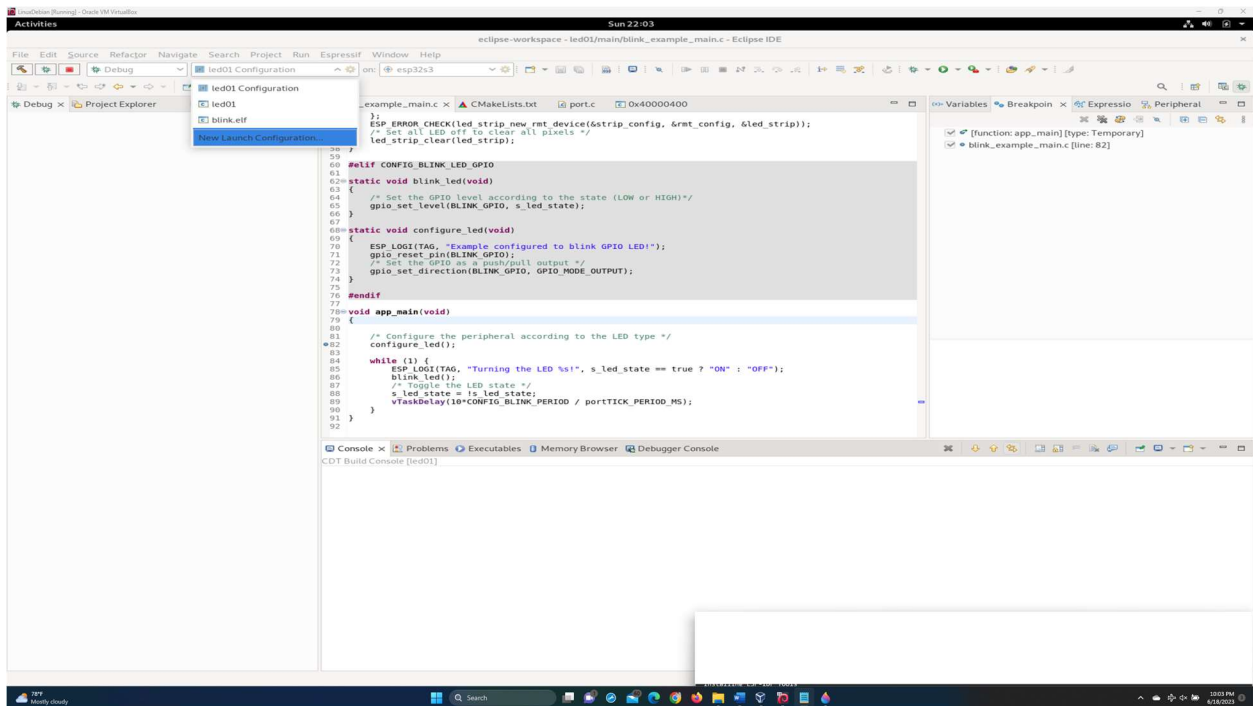 LinuxDebian [Running] - Oracle VM VirtualBox
Activities
Sun 22:03
eclipse-workspace - led01/main/blink_example_main.c - Eclipse IDE
File Edit Source Refactor Navigate Search Project Run Espressif Window Help
Debug led01 Configuration on: esp32s3
led01 Configuration
led01
blink.elf
New Launch Configuration...
Debug Project Explorer
_example_main.c CMakeLists.txt port.c 0x40000400
};
ESP_ERROR_CHECK(led_strip_new_rmt_device(&strip_config, &rmt_config, &led_strip));
/* Set all LED off to clear all pixels */
led_strip_clear(led_strip);
58 }
59
60 #elif CONFIG_BLINK_LED_GPIO
61
62 static void blink_led(void)
63 {
64 /* Set the GPIO level according to the state (LOW or HIGH)*/
65 gpio_set_level(BLINK_GPIO, s_led_state);
66 }
67
68 static void configure_led(void)
69 {
70 ESP_LOGI(TAG, "Example configured to blink GPIO LED!");
71 gpio_reset_pin(BLINK_GPIO);
72 /* Set the GPIO as a push/pull output */
73 gpio_set_direction(BLINK_GPIO, GPIO_MODE_OUTPUT);
74 }
75
76 #endif
77
78 void app_main(void)
79 {
80
81 /* Configure the peripheral according to the LED type */
82 configure_led();
83
84 while (1) {
85 ESP_LOGI(TAG, "Turning the LED %s!", s_led_state == true ? "ON" : "OFF");
86 blink_led();
87 /* Toggle the LED state */
88 s_led_state = !s_led_state;
89 vTaskDelay(10*CONFIG_BLINK_PERIOD / portTICK_PERIOD_MS);
90 }
91 }
92
Variables Breakpoin Expressio Peripheral
[function: app_main] [type: Temporary]
blink_example_main.c [line: 82]
Console Problems Executables Memory Browser Debugger Console
CDT Build Console [led01]
78°F
Mostly cloudy
Search
10:03 PM
6/18/2023